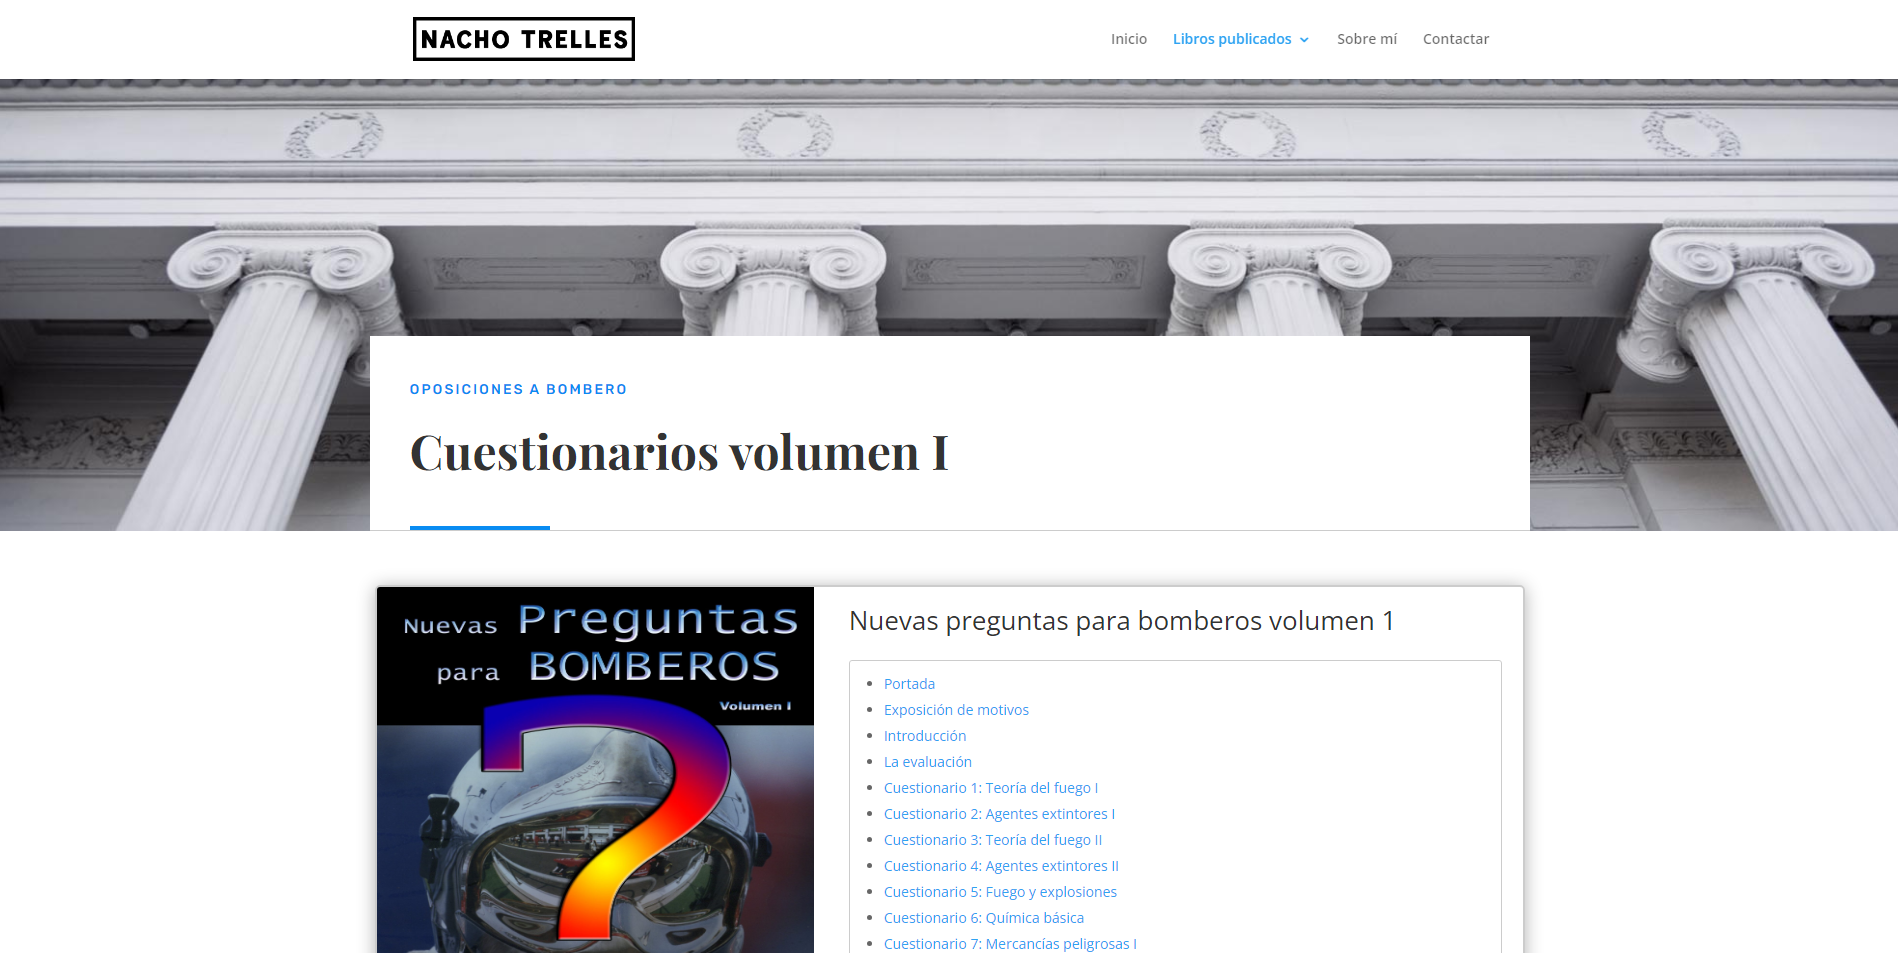 NACHO TRELLES
Inicio
Libros publicados
Sobre mí
Contactar
OPOSICIONES A BOMBERO
Cuestionarios volumen I
Nuevas Preguntas
para BOMBEROS
Volumen I
Nuevas preguntas para bomberos volumen 1
Portada
Exposición de motivos
Introducción
La evaluación
Cuestionario 1: Teoría del fuego I
Cuestionario 2: Agentes extintores I
Cuestionario 3: Teoría del fuego II
Cuestionario 4: Agentes extintores II
Cuestionario 5: Fuego y explosiones
Cuestionario 6: Química básica
Cuestionario 7: Mercancías peligrosas I